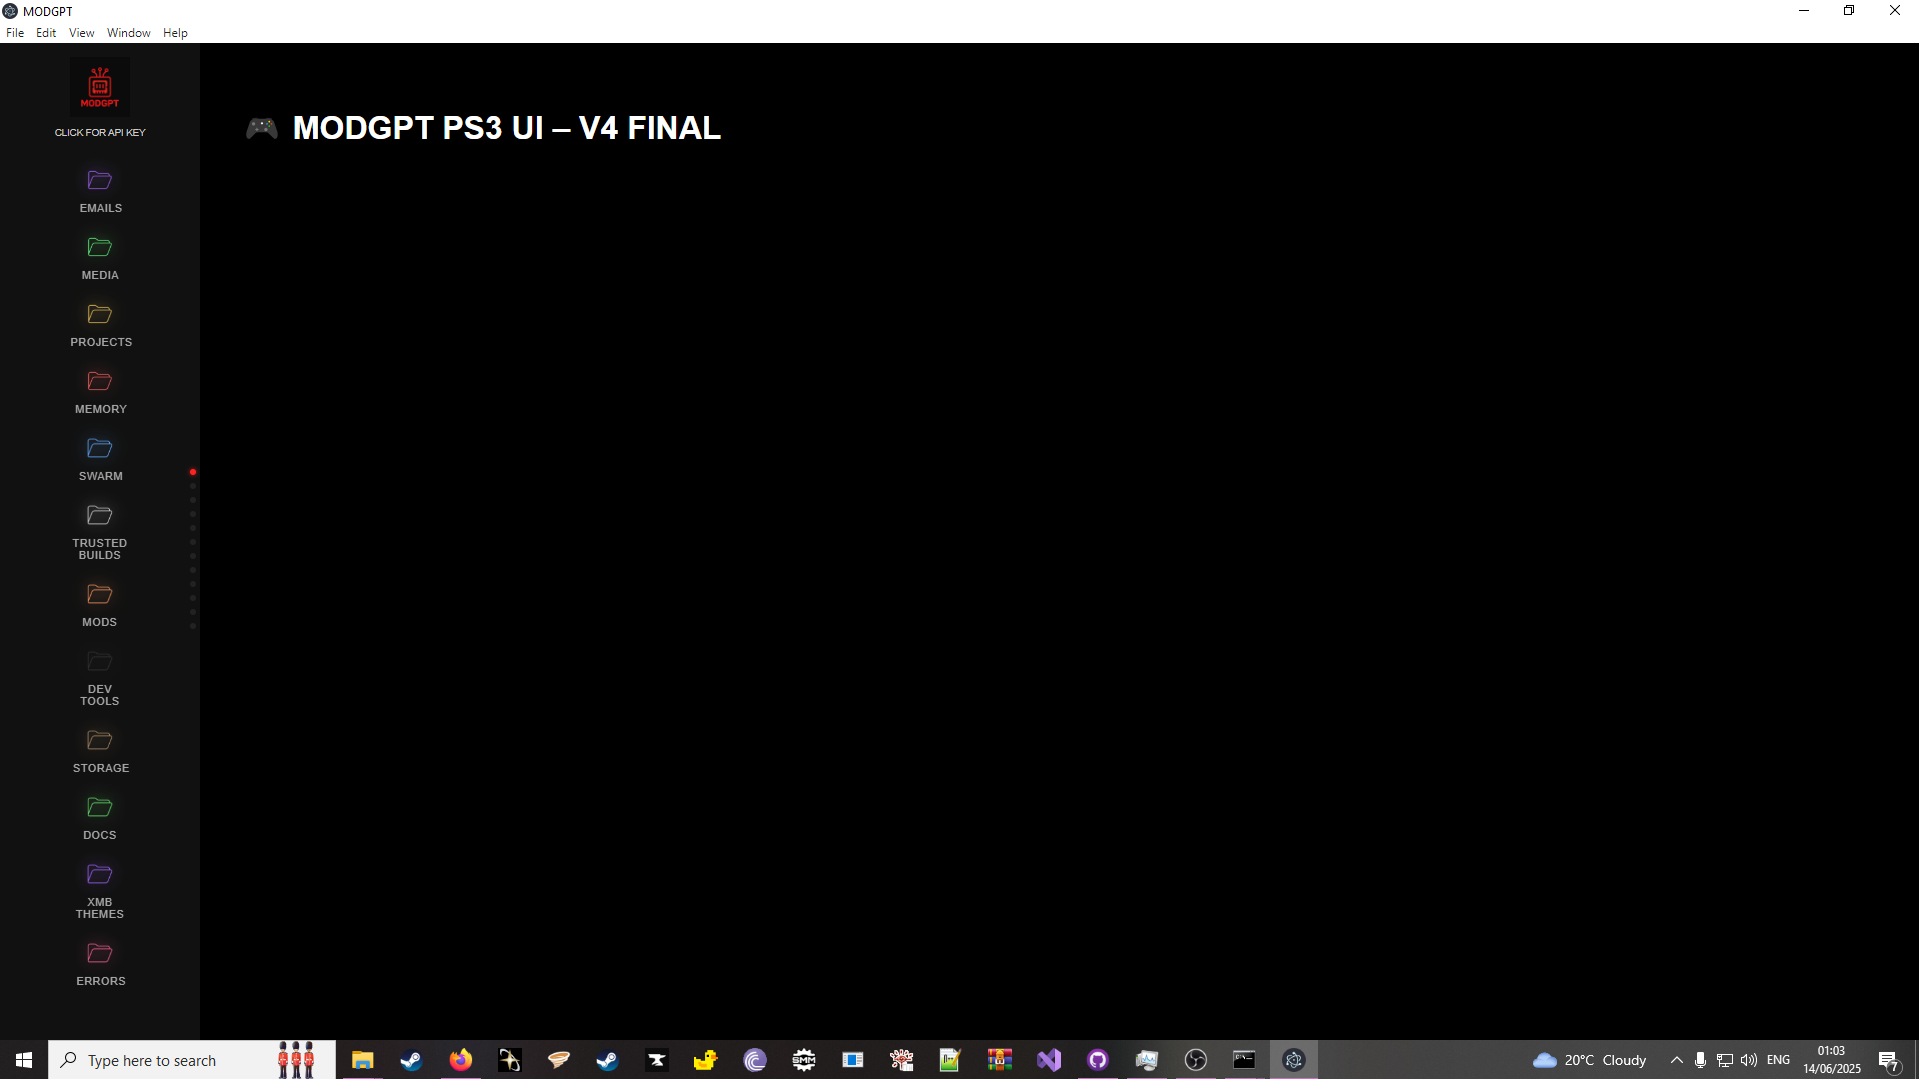 MODGPT
File Edit View Window Help
MODGPT
CLICK FOR API KEY
🎮 MODGPT PS3 UI – V4 FINAL
EMAILS
MEDIA
PROJECTS
MEMORY
SWARM
TRUSTED
BUILDS
MODS
DEV
TOOLS
STORAGE
DOCS
XMB
THEMES
ERRORS
Type here to search
SMM
20°C Cloudy
ENG
01:03
14/06/2025
7